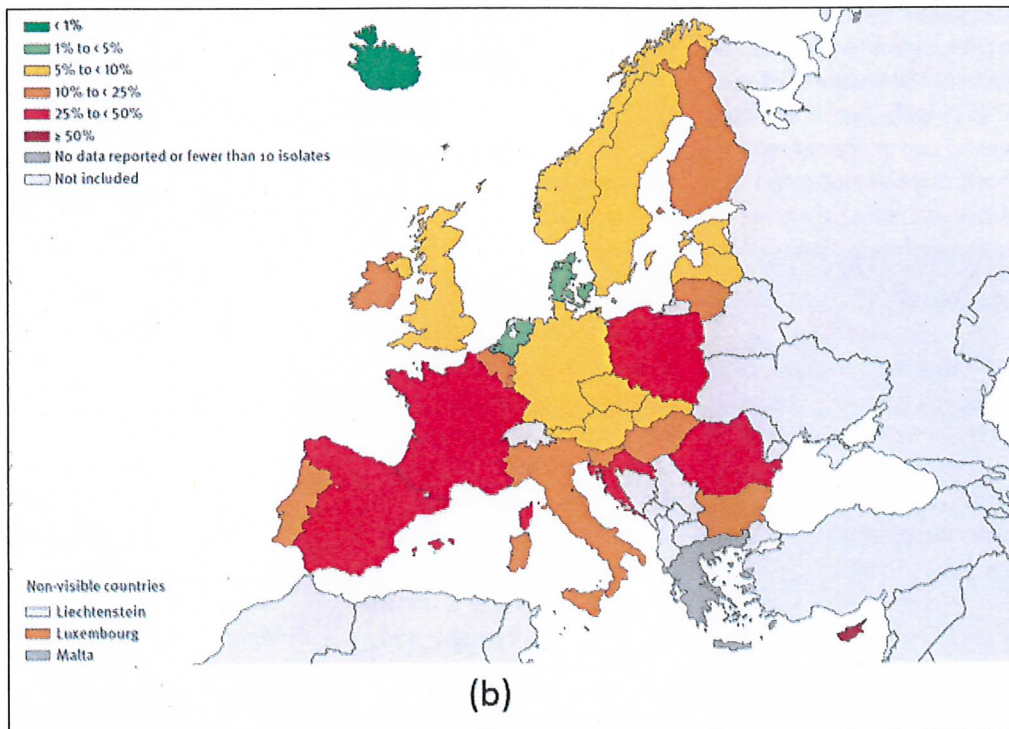 < 1%
1% to < 5%
5% to < 10%
10% to < 25%
25% to < 50%
≥ 50%
No data reported or fewer than 10 isolates
Not included
Non-visible countries
Liechtenstein
Luxembourg
Malta
(b)